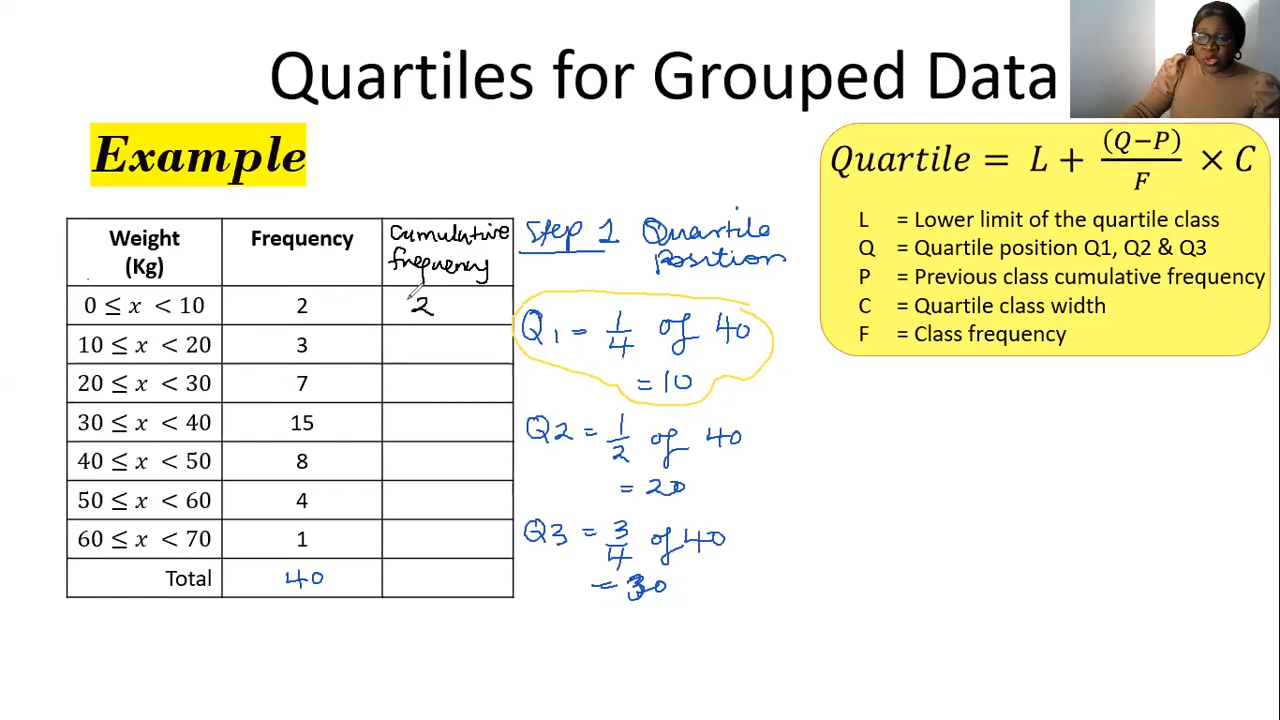 Quartiles for Grouped Data
Example
Weight (Kg) Frequency Cumulative frequency
0 ≤ x < 10 2 2
10 ≤ x < 20 3
20 ≤ x < 30 7
30 ≤ x < 40 15
40 ≤ x < 50 8
50 ≤ x < 60 4
60 ≤ x < 70 1
Total 40
Step 1 Quartile
position
Q1 = 1/4 of 40
= 10
Q2 = 1/2 of 40
= 20
Q3 = 3/4 of 40
= 30
Quartile = L + (Q−P)/F × C
L = Lower limit of the quartile class
Q = Quartile position Q1, Q2 & Q3
P = Previous class cumulative frequency
C = Quartile class width
F = Class frequency